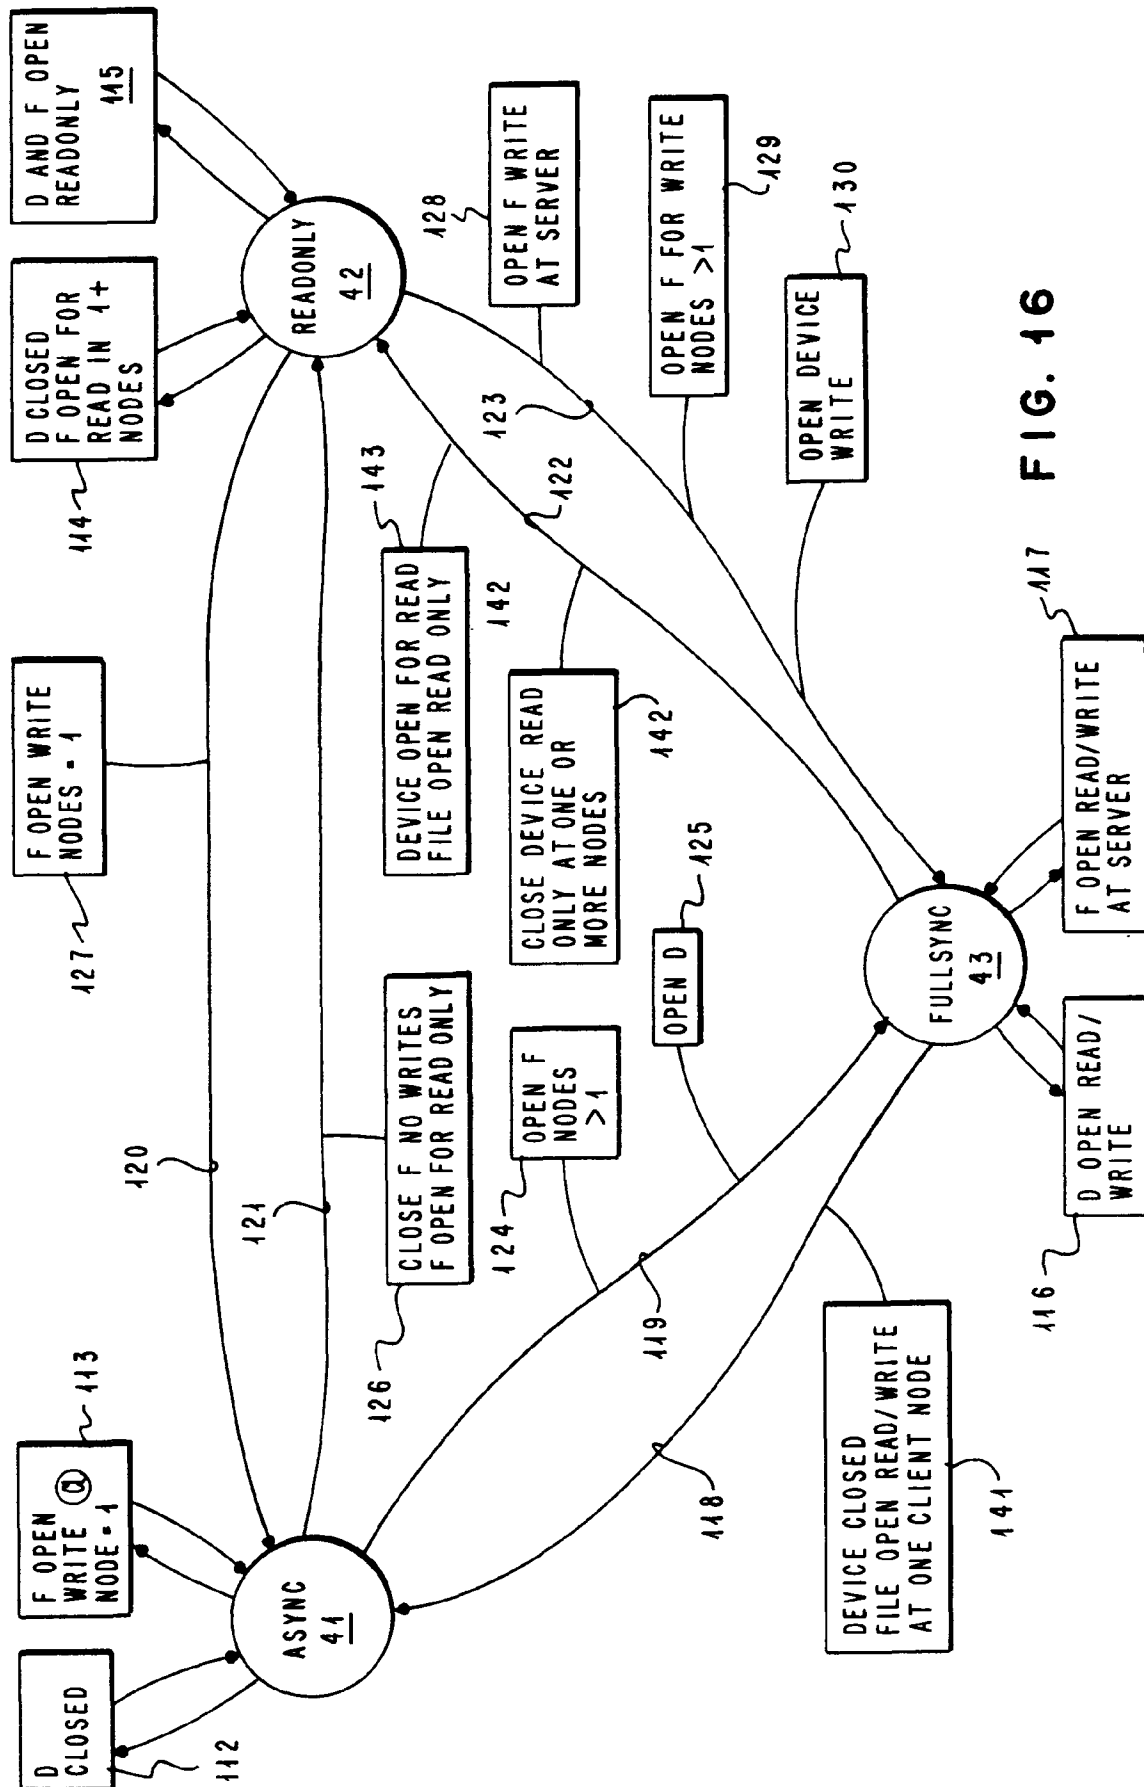 D
CLOSED
112
F OPEN
WRITE @
NODE=1
113
127
F OPEN WRITE
NODES = 1
114
D CLOSED
F OPEN FOR
READ IN 1+
NODES
D AND F OPEN
READONLY
115
ASYNC
41
120
121
READONLY
42
126
CLOSE F NO WRITES
F OPEN FOR READ ONLY
143
DEVICE OPEN FOR READ
FILE OPEN READ ONLY
142
128
OPEN F WRITE
AT SERVER
124
OPEN F
NODES
>1
CLOSE DEVICE READ
ONLY AT ONE OR
MORE NODES
142
122
123
119
118
OPEN D
125
OPEN F FOR WRITE
NODES >1
129
OPEN DEVICE
WRITE
130
DEVICE CLOSED
FILE OPEN READ/WRITE
AT ONE CLIENT NODE
141
FULLSYNC
43
116
D OPEN READ/
WRITE
F OPEN READ/WRITE
AT SERVER
117
FIG. 16